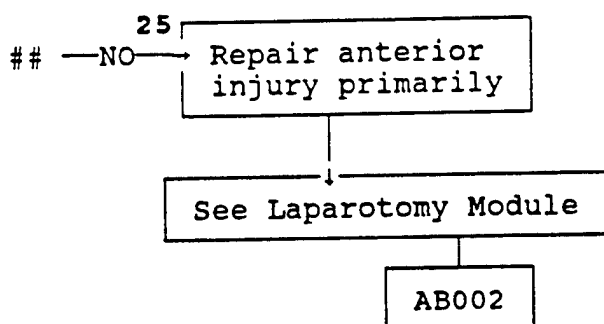 25
## NO Repair anterior
injury primarily
See Laparotomy Module
AB002